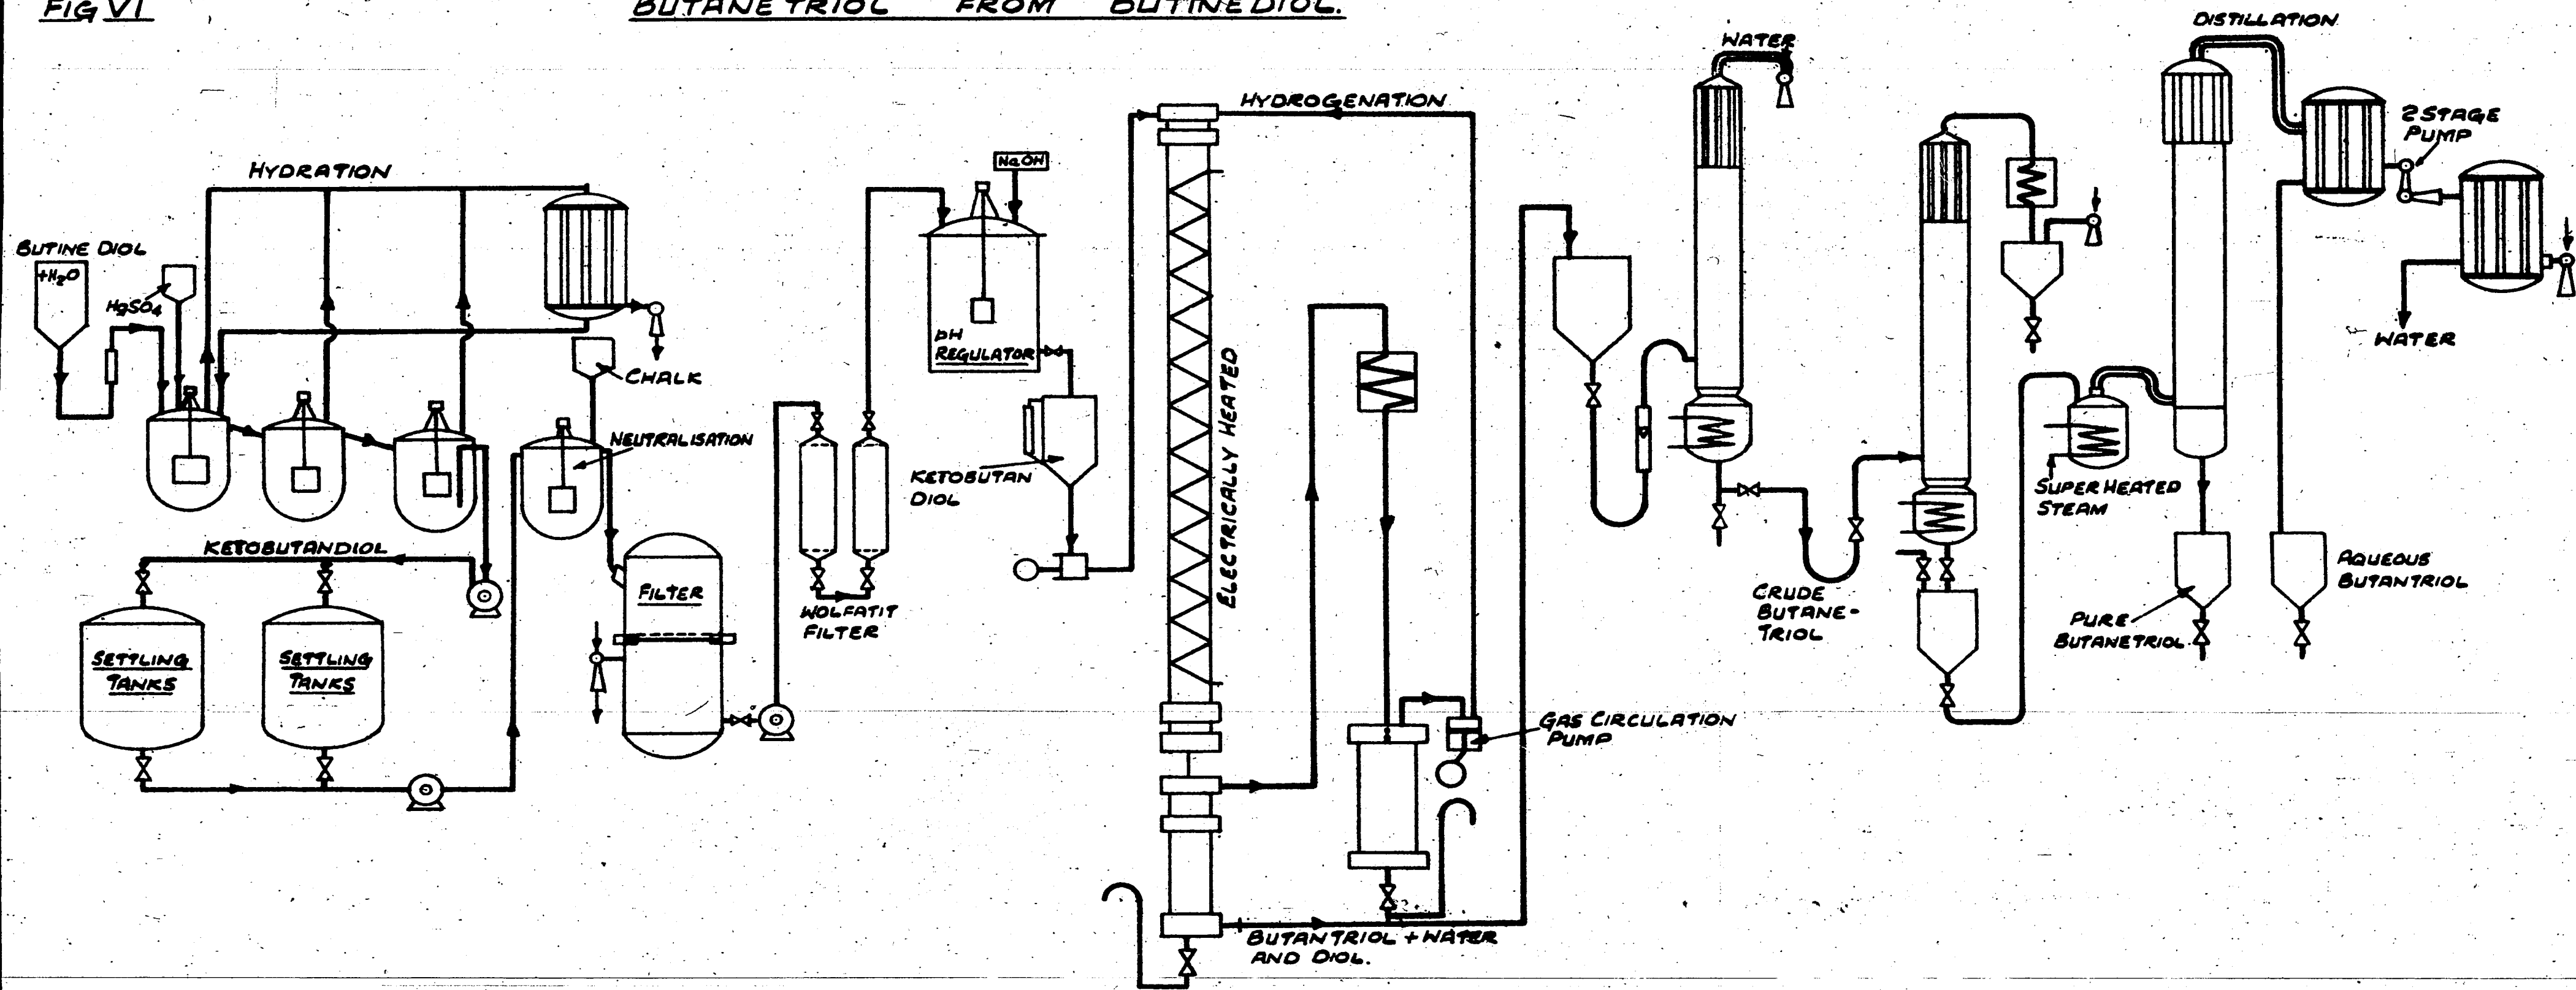 FIG VI
BUTANE TRIOL FROM BUTINEDIOL.
HYDRATION
BUTINE DIOL
+H₂O
HgSO₄
CHALK
NEUTRALISATION
KETOBUTANDIOL
SETTLING
TANKS
SETTLING
TANKS
FILTER
WOLFATIT
FILTER
NaOH
pH
REGULATOR
KETOBUTAN
DIOL
HYDROGENATION
ELECTRICALLY HEATED
GAS CIRCULATION
PUMP
BUTANTRIOL + WATER
AND DIOL.
WATER
CRUDE
BUTANE-
TRIOL
SUPER HEATED
STEAM
DISTILLATION
2 STAGE
PUMP
WATER
PURE
BUTANETRIOL
AQUEOUS
BUTANTRIOL